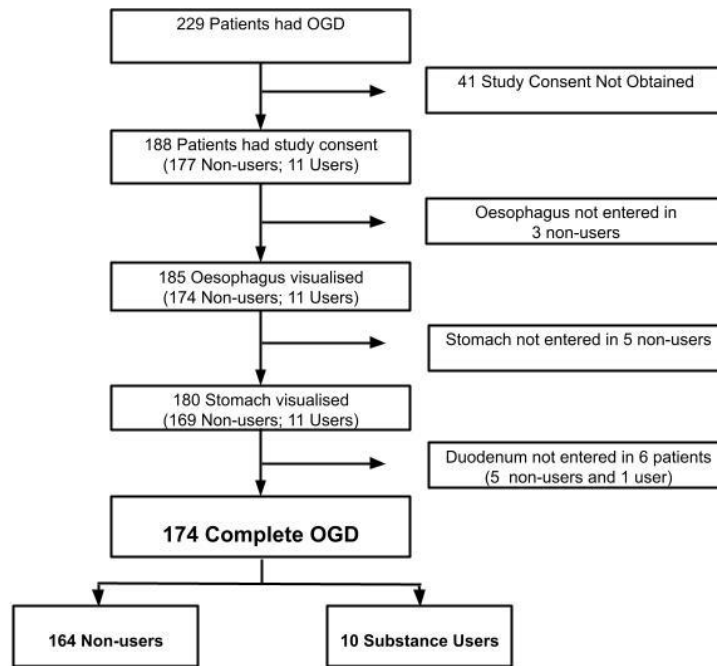 229 Patients had OGD
41 Study Consent Not Obtained
188 Patients had study consent
(177 Non-users; 11 Users)
Oesophagus not entered in
3 non-users
185 Oesophagus visualised
(174 Non-users; 11 Users)
Stomach not entered in 5 non-users
180 Stomach visualised
(169 Non-users; 11 Users)
Duodenum not entered in 6 patients
(5 non-users and 1 user)
174 Complete OGD
164 Non-users
10 Substance Users